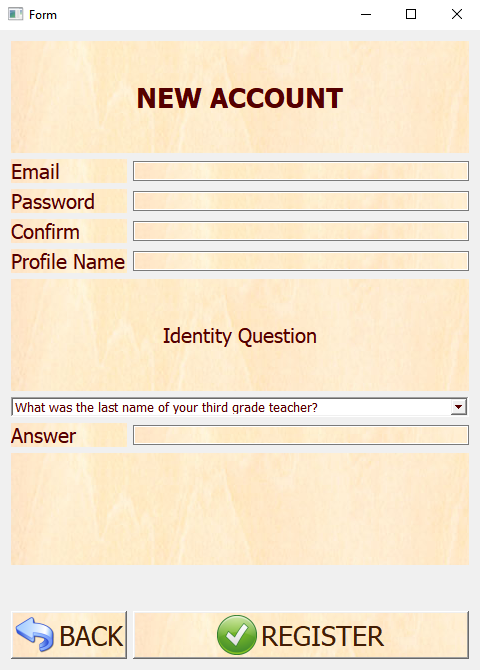 Form
NEW ACCOUNT
Email
Password
Confirm
Profile Name
Identity Question
What was the last name of your third grade teacher?
Answer
BACK
REGISTER